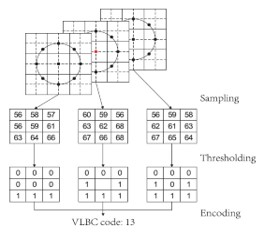 Sampling
56 58 57
56 59 61
63 64 66
60 59 56
63 62 68
67 66 68
56 59 58
62 61 63
67 65 64
Thresholding
0 0 0
0 0 0
1 1 1
0 0 0
1 1
1 1 1
0 0 0
1 0 1
1 1 1
Encoding
VLBC code: 13